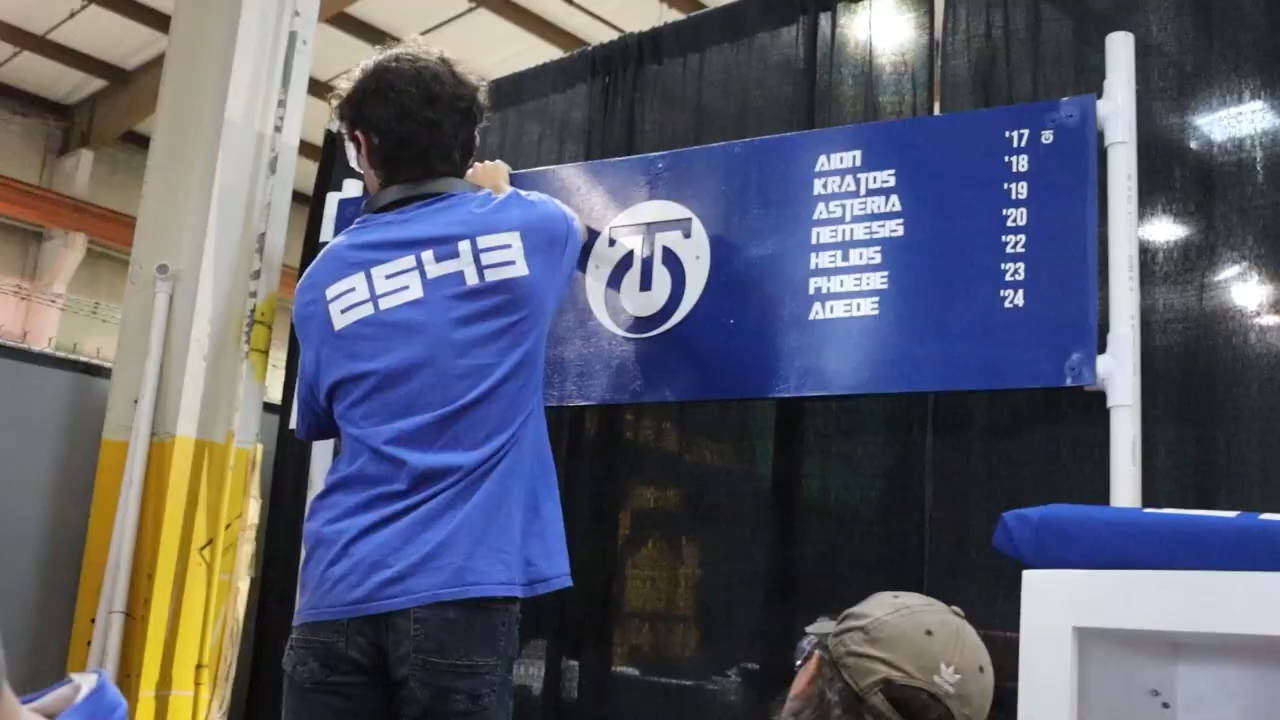 2543
AION '17
KRATOS '18
ASTERIA '19
NEMESIS '20
HELIOS '22
PHOEBE '23
AOEDE '24